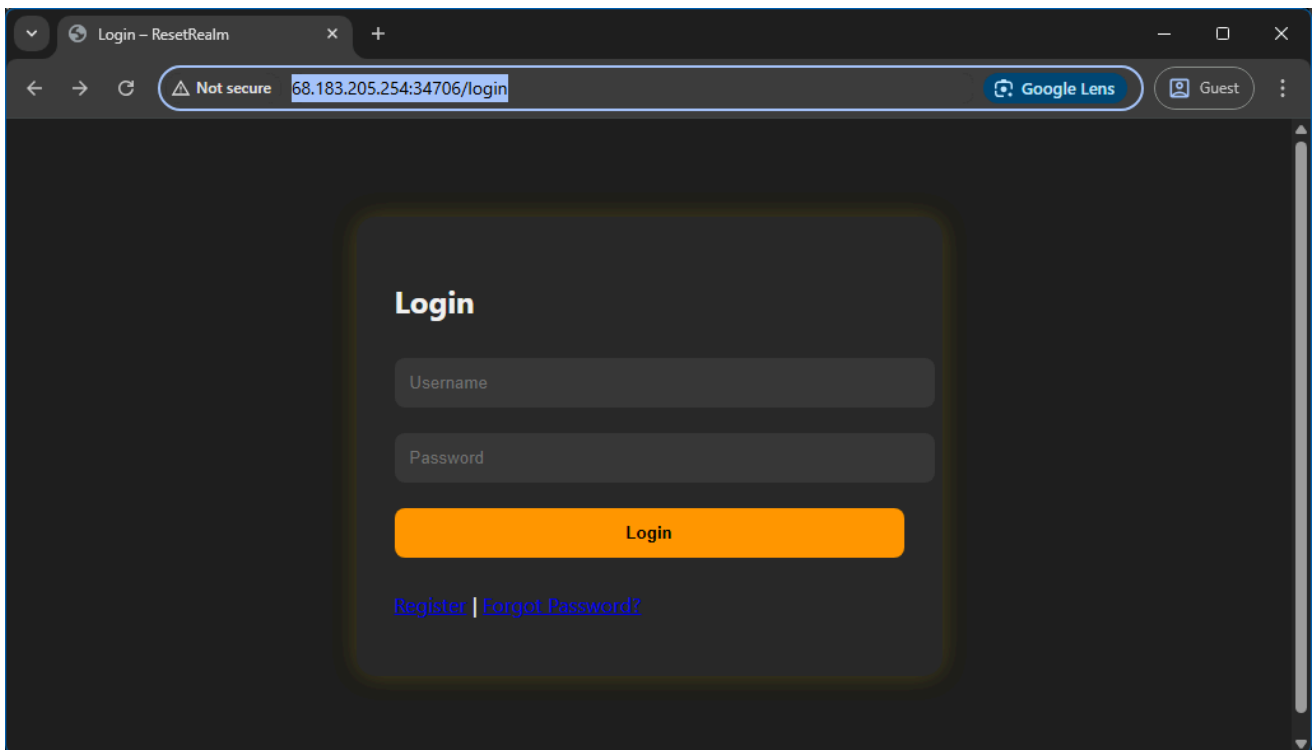 Login – ResetRealm
Not secure 68.183.205.254:34706/login Google Lens Guest
Login
Username
Password
Login
Register | Forgot Password?